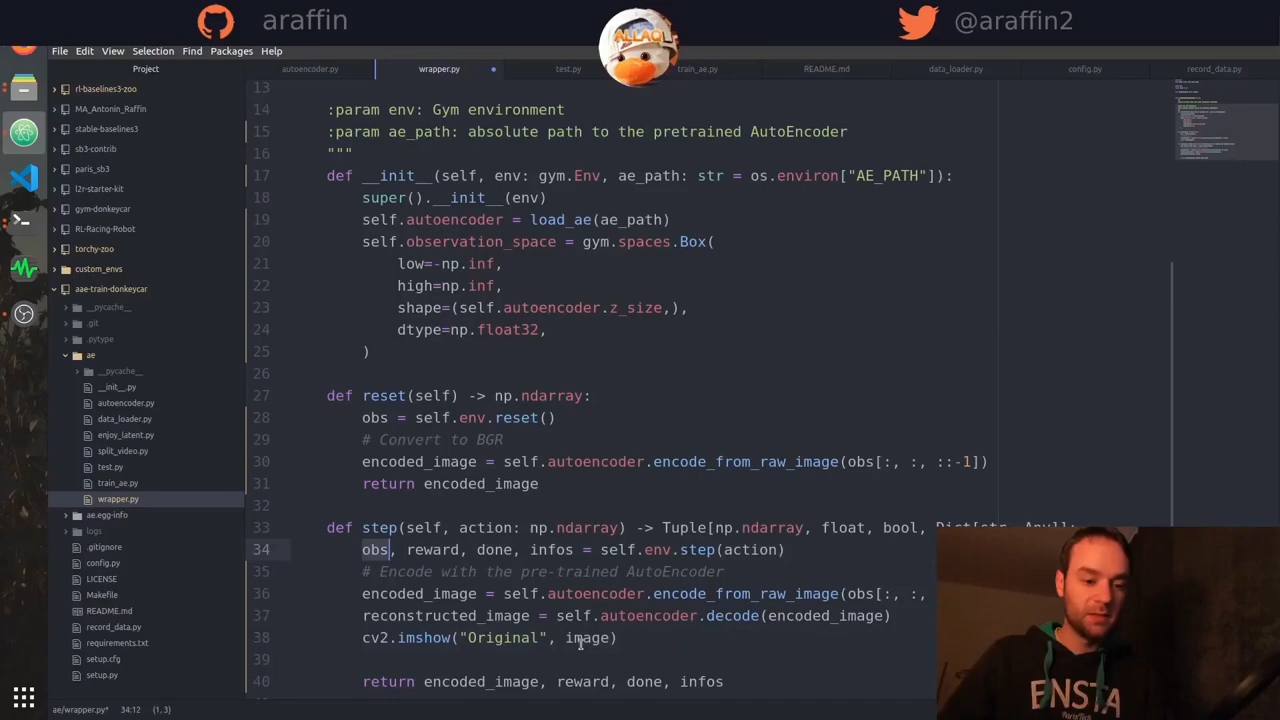 araffin
ALLAQL
@araffin2
File Edit View Selection Find Packages Help
Project
autoencoder.py
wrapper.py
test.py
train_ae.py
README.md
data_loader.py
config.py
record_data.py
rl-baselines3-zoo
MA_Antonin_Raffin
stable-baselines3
sb3-contrib
paris_sb3
l2r-starter-kit
gym-donkeycar
RL-Racing-Robot
torchy-zoo
custom_envs
aae-train-donkeycar
__pycache__
.git
.pytype
ae
__pycache__
__init__.py
autoencoder.py
data_loader.py
enjoy_latent.py
split_video.py
test.py
train_ae.py
wrapper.py
ae.egg-info
logs
.gitignore
config.py
LICENSE
Makefile
README.md
record_data.py
requirements.txt
setup.cfg
setup.py
13
14 :param env: Gym environment
15 :param ae_path: absolute path to the pretrained AutoEncoder
16 """
17 def __init__(self, env: gym.Env, ae_path: str = os.environ["AE_PATH"]):
18 super().__init__(env)
19 self.autoencoder = load_ae(ae_path)
20 self.observation_space = gym.spaces.Box(
21 low=-np.inf,
22 high=np.inf,
23 shape=(self.autoencoder.z_size,),
24 dtype=np.float32,
25 )
26
27 def reset(self) -> np.ndarray:
28 obs = self.env.reset()
29 # Convert to BGR
30 encoded_image = self.autoencoder.encode_from_raw_image(obs[:, :, ::-1])
31 return encoded_image
32
33 def step(self, action: np.ndarray) -> Tuple[np.ndarray, float, bool, Dict[str, Any]]:
34 obs, reward, done, infos = self.env.step(action)
35 # Encode with the pre-trained AutoEncoder
36 encoded_image = self.autoencoder.encode_from_raw_image(obs[:, :,
37 reconstructed_image = self.autoencoder.decode(encoded_image)
38 cv2.imshow("Original", image)
39
40 return encoded_image, reward, done, infos
ae/wrapper.py* 34:12 (1, 3)
ENSTA
ParisTech